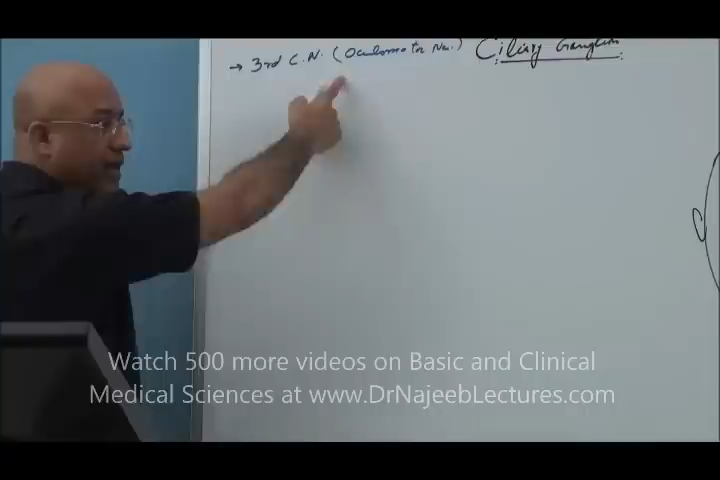 → 3rd C.N. (Oculomotor Nv.) Ciliary Ganglion
Watch 500 more videos on Basic and Clinical
Medical Sciences at www.DrNajeebLectures.com